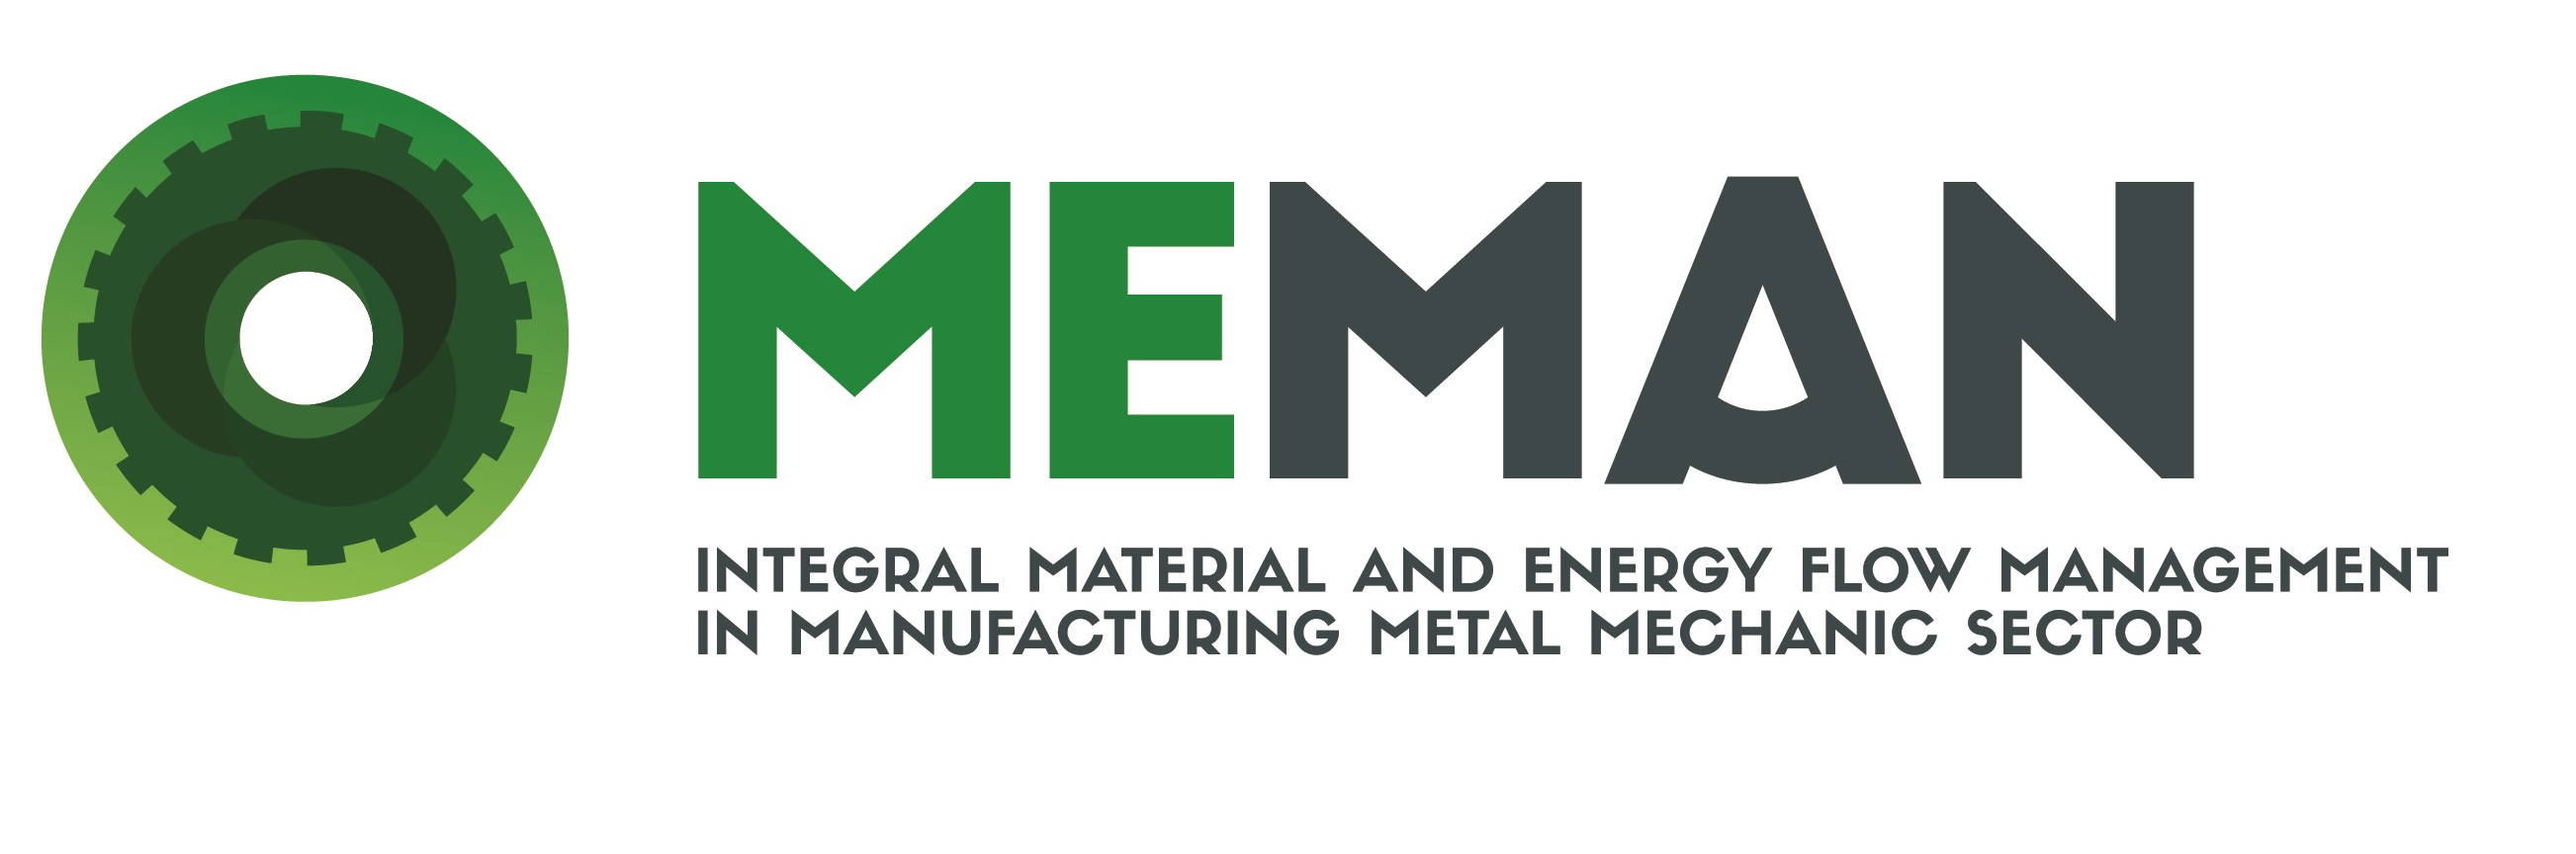 MEMAN
INTEGRAL MATERIAL AND ENERGY FLOW MANAGEMENT
IN MANUFACTURING METAL MECHANIC SECTOR